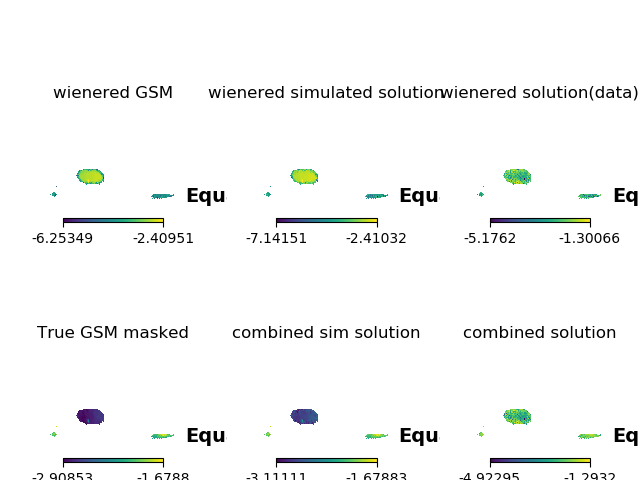 wienered GSM
wienered simulated solution
wienered solution(data)
Equ
Equ
Eq
-6.25349 -2.40951
-7.14151 -2.41032
-5.1762 -1.30066
True GSM masked
combined sim solution
combined solution
Equ
Equ
Eq
-2.90853 -1.6788
-3.11111 -1.67883
-4.92295 -1.2932